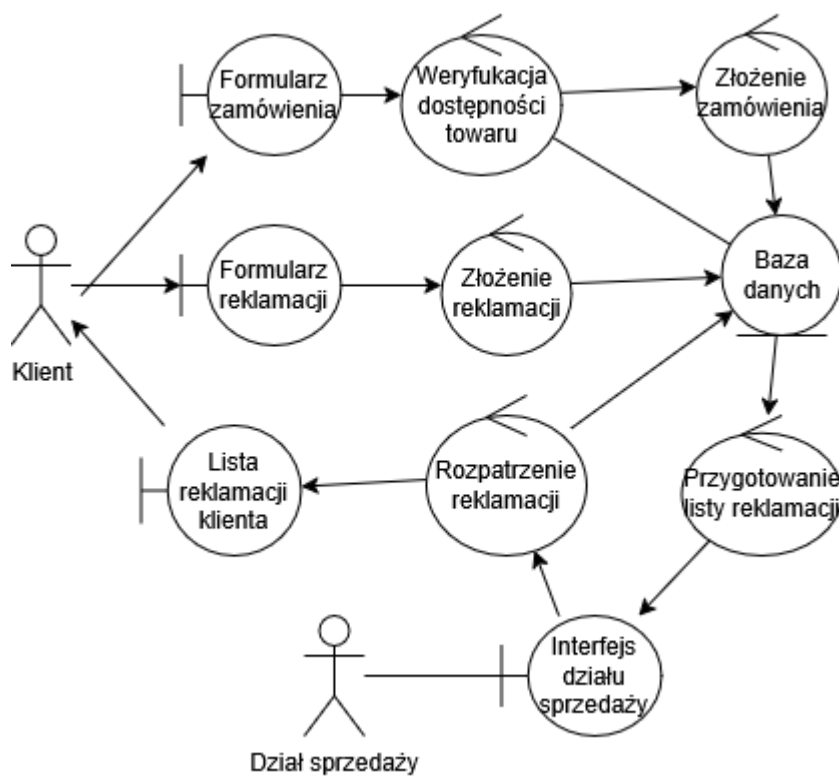 Formularz
zamówienia
Weryfukacja
dostępności
towaru
Złożenie
zamówienia
Formularz
reklamacji
Złożenie
reklamacji
Baza
danych
Klient
Lista
reklamacji
klienta
Rozpatrzenie
reklamacji
Przygotowanie
listy reklamacji
Interfejs
działu
sprzedaży
Dział sprzedaży